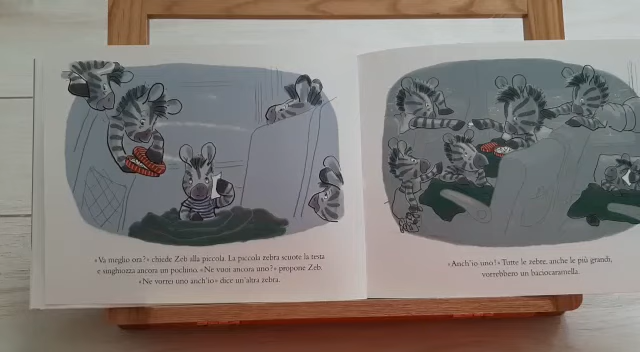 «Va meglio ora?» chiede Zeb alla piccola. La piccola zebra scuote la testa
e singhiozza ancora un pochino. «Ne vuoi ancora uno?» propone Zeb.
«Ne vorrei uno anch'io» dice un'altra zebra.
«Anch'io uno!» Tutte le zebre, anche le più grandi,
vorrebbero un baciocaramella.